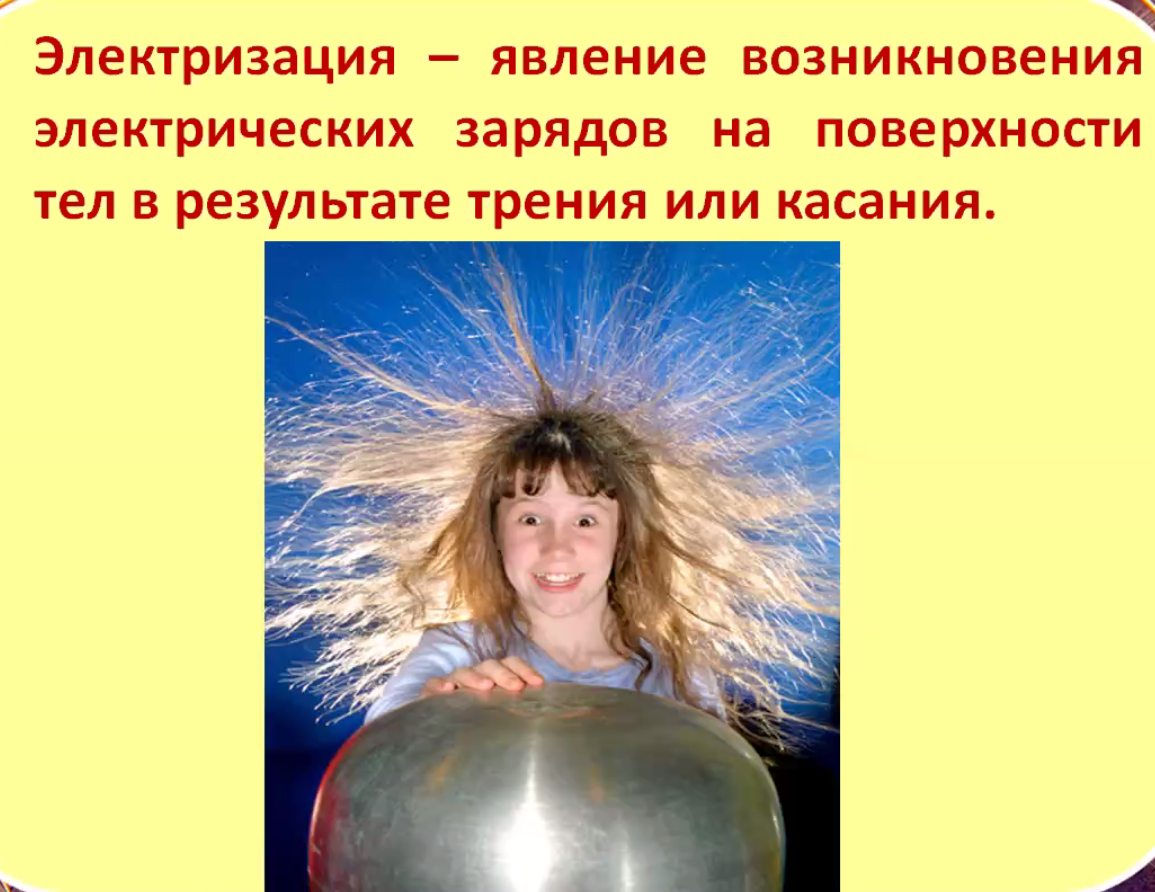 Электризация – явление возникновения
электрических зарядов на поверхности
тел в результате трения или касания.